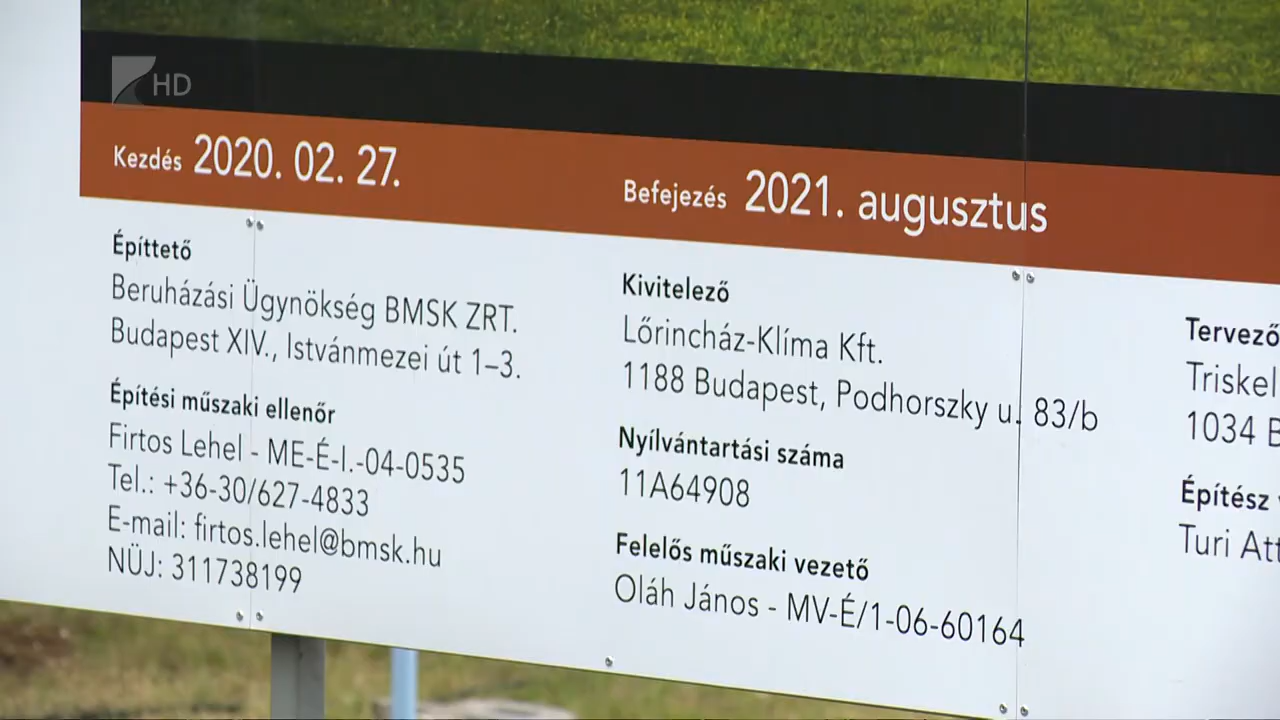 HD
Kezdés 2020. 02. 27.
Befejezés 2021. augusztus
Építtető
Beruházási Ügynökség BMSK ZRT.
Budapest XIV., Istvánmezei út 1–3.
Építési műszaki ellenőr
Firtos Lehel - ME-É-I.-04-0535
Tel.: +36-30/627-4833
E-mail: firtos.lehel@bmsk.hu
NÜJ: 311738199
Kivitelező
Lőrincház-Klíma Kft.
1188 Budapest, Podhorszky u. 83/b
Nyílvántartási száma
11A64908
Felelős műszaki vezető
Oláh János - MV-É/1-06-60164
Tervező
Triskel
1034 B
Építész
Turi Att